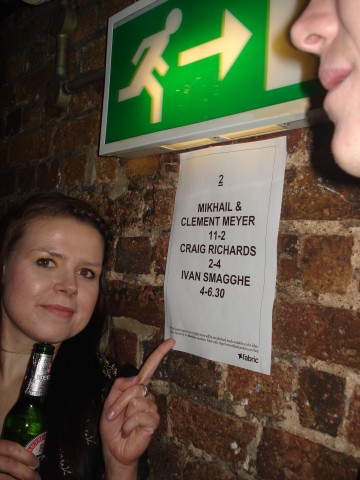 2
MIKHAIL &
CLEMENT MEYER
11-2
CRAIG RICHARDS
2-4
IVAN SMAGGHE
4-6.30
fabric